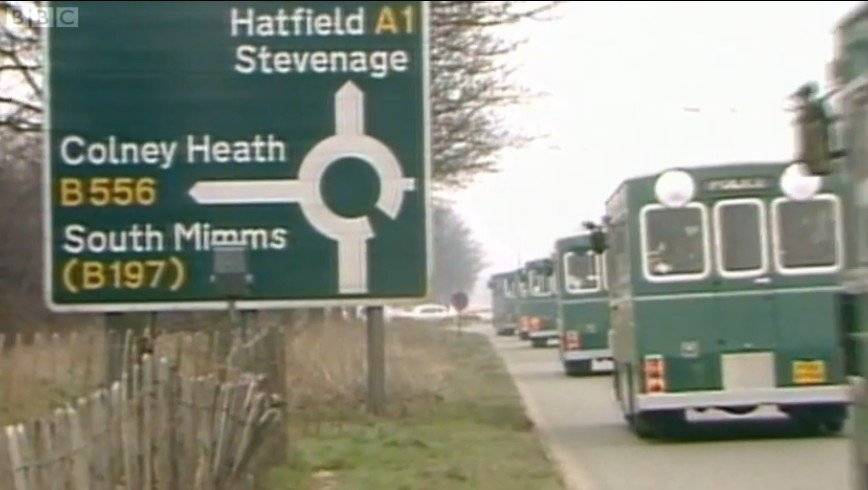 BBC
Hatfield A1
Stevenage
Colney Heath
B556
South Mimms
(B197)